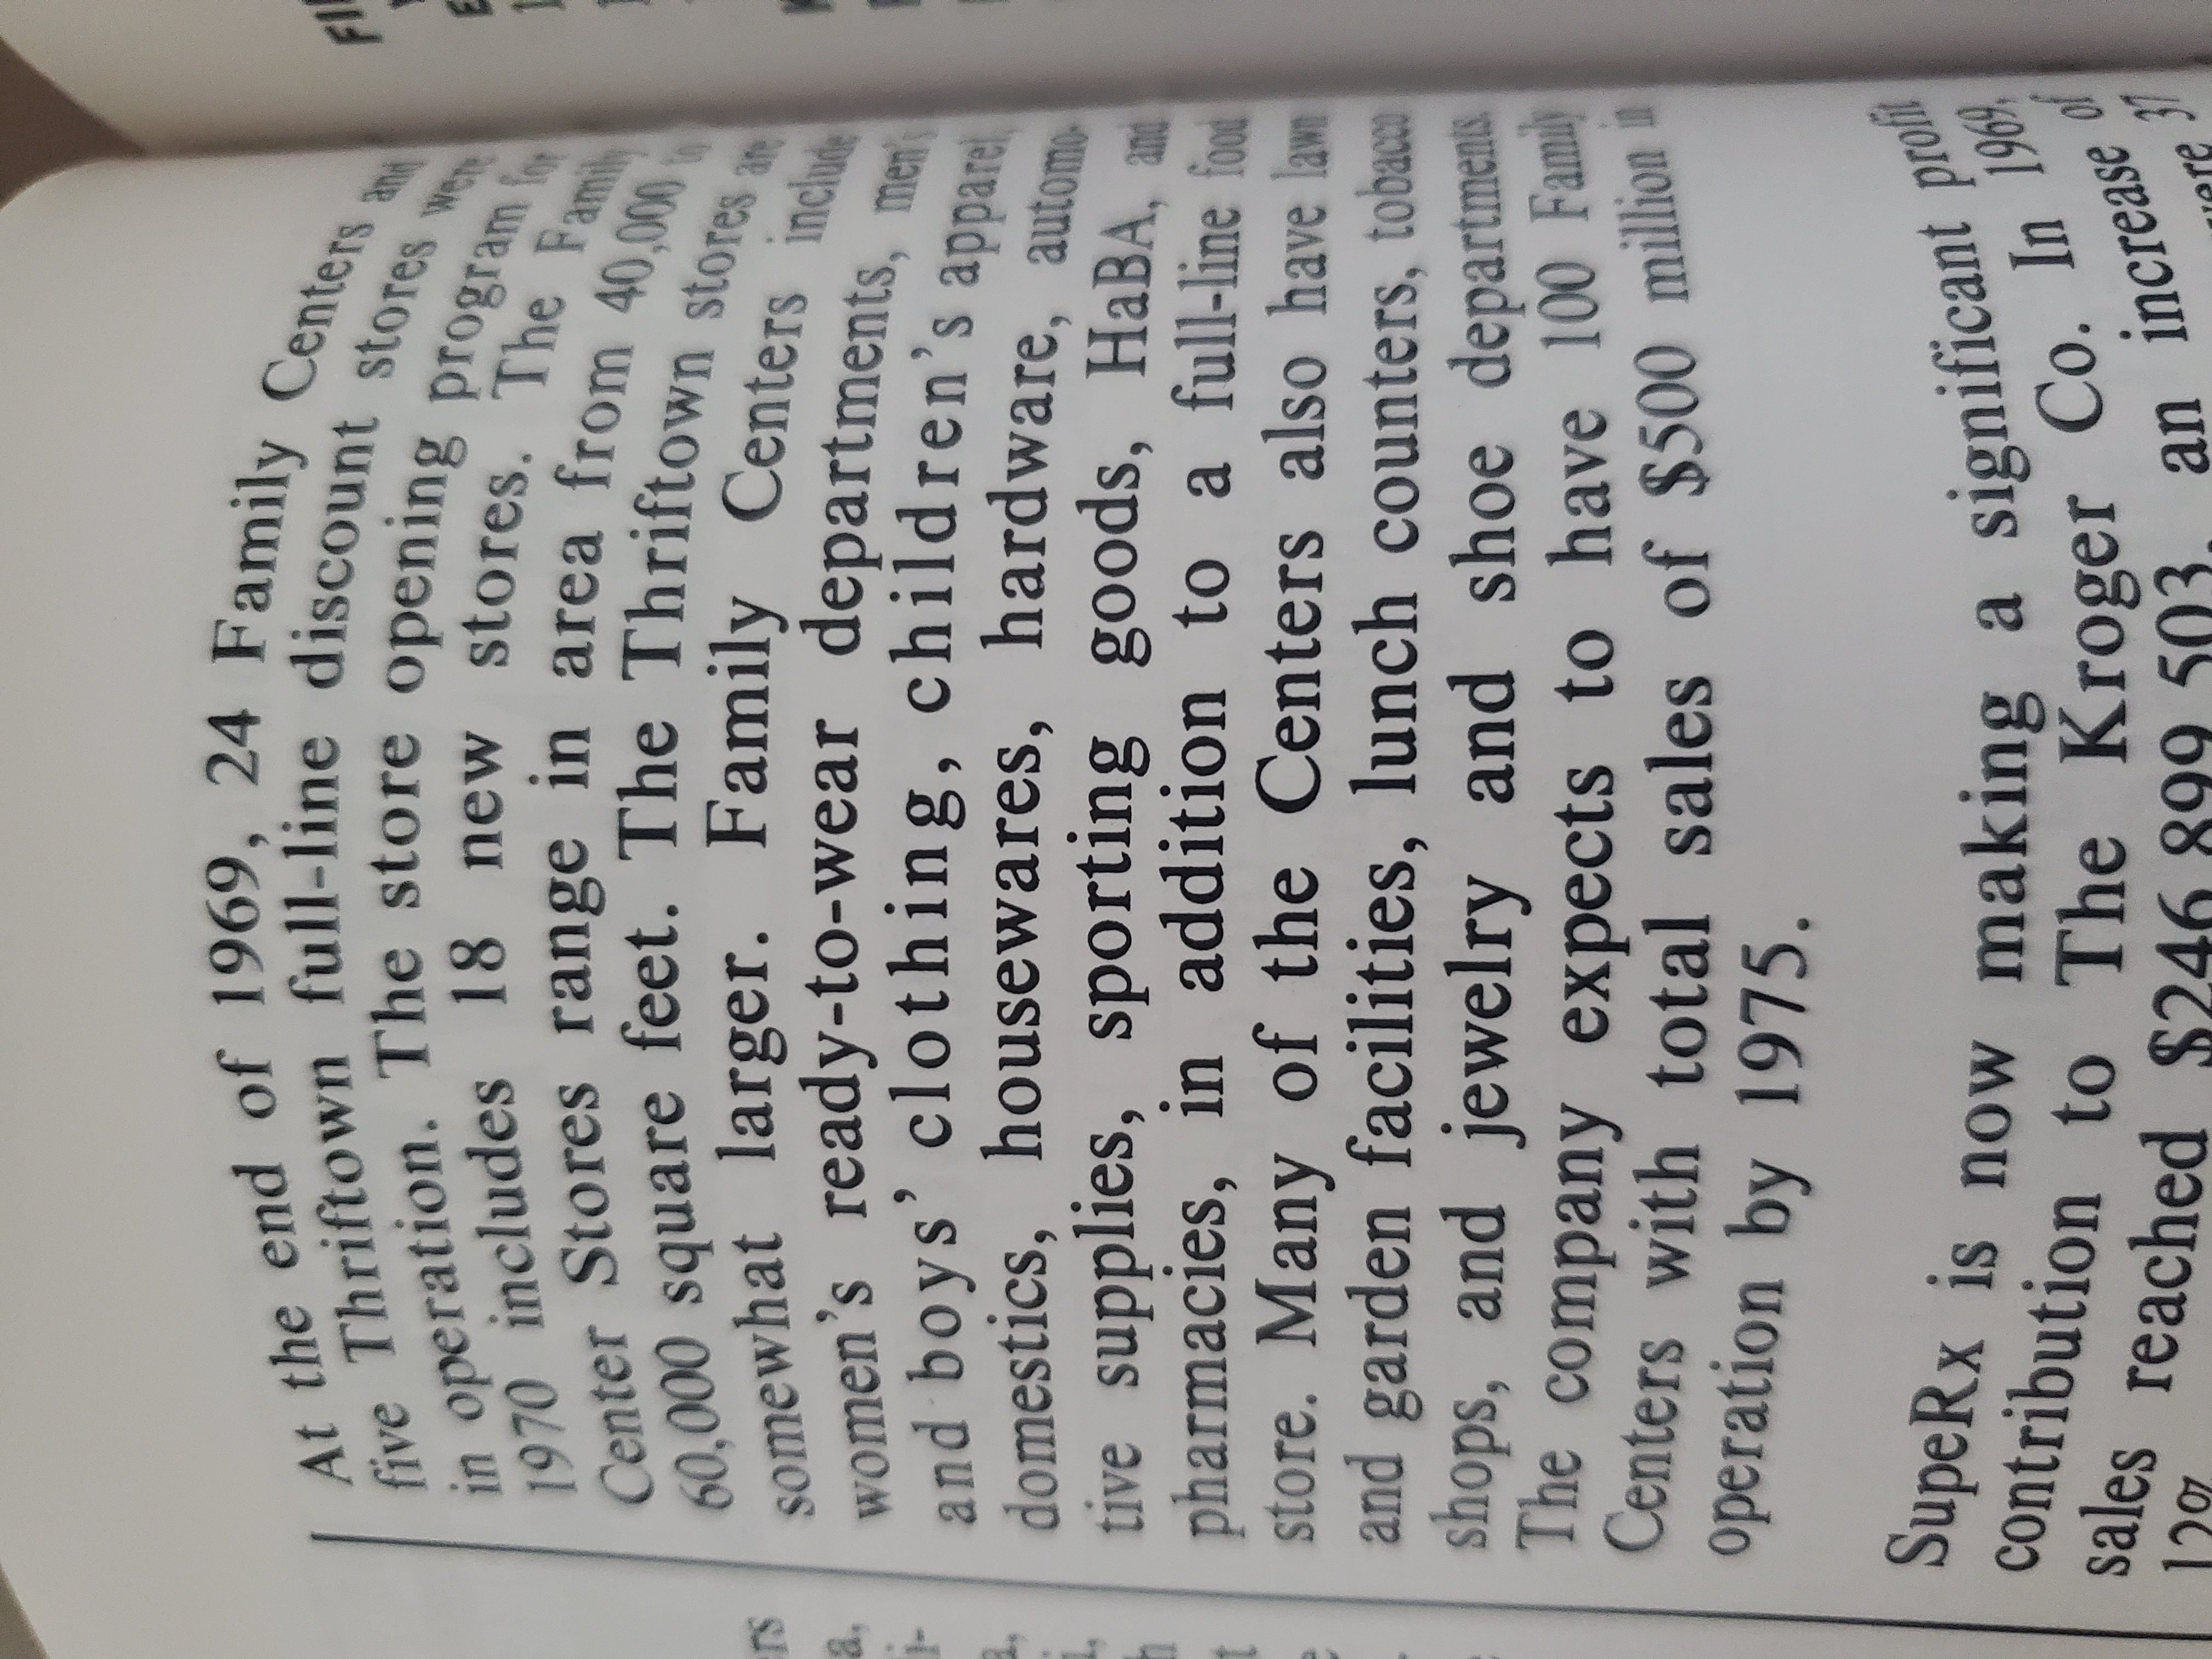 At the end of 1969, 24 Family Centers and
five Thriftown full-line discount stores were
in operation. The store opening program for
1970 includes 18 new stores. The Family
Center Stores range in area from 40,000 to
60,000 square feet. The Thriftown stores are
somewhat larger. Family Centers include
women's ready-to-wear departments, men's
and boys' clothing, children's apparel,
domestics, housewares, hardware, automo-
tive supplies, sporting goods, HaBA, and
pharmacies, in addition to a full-line food
store. Many of the Centers also have lawn
and garden facilities, lunch counters, tobacco
shops, and jewelry and shoe departments.
The company expects to have 100 Family
Centers with total sales of $500 million in
operation by 1975.
SupeRx is now making a significant profit
contribution to The Kroger Co. In 1969,
sales reached $246,899,503, an increase of
12% 37